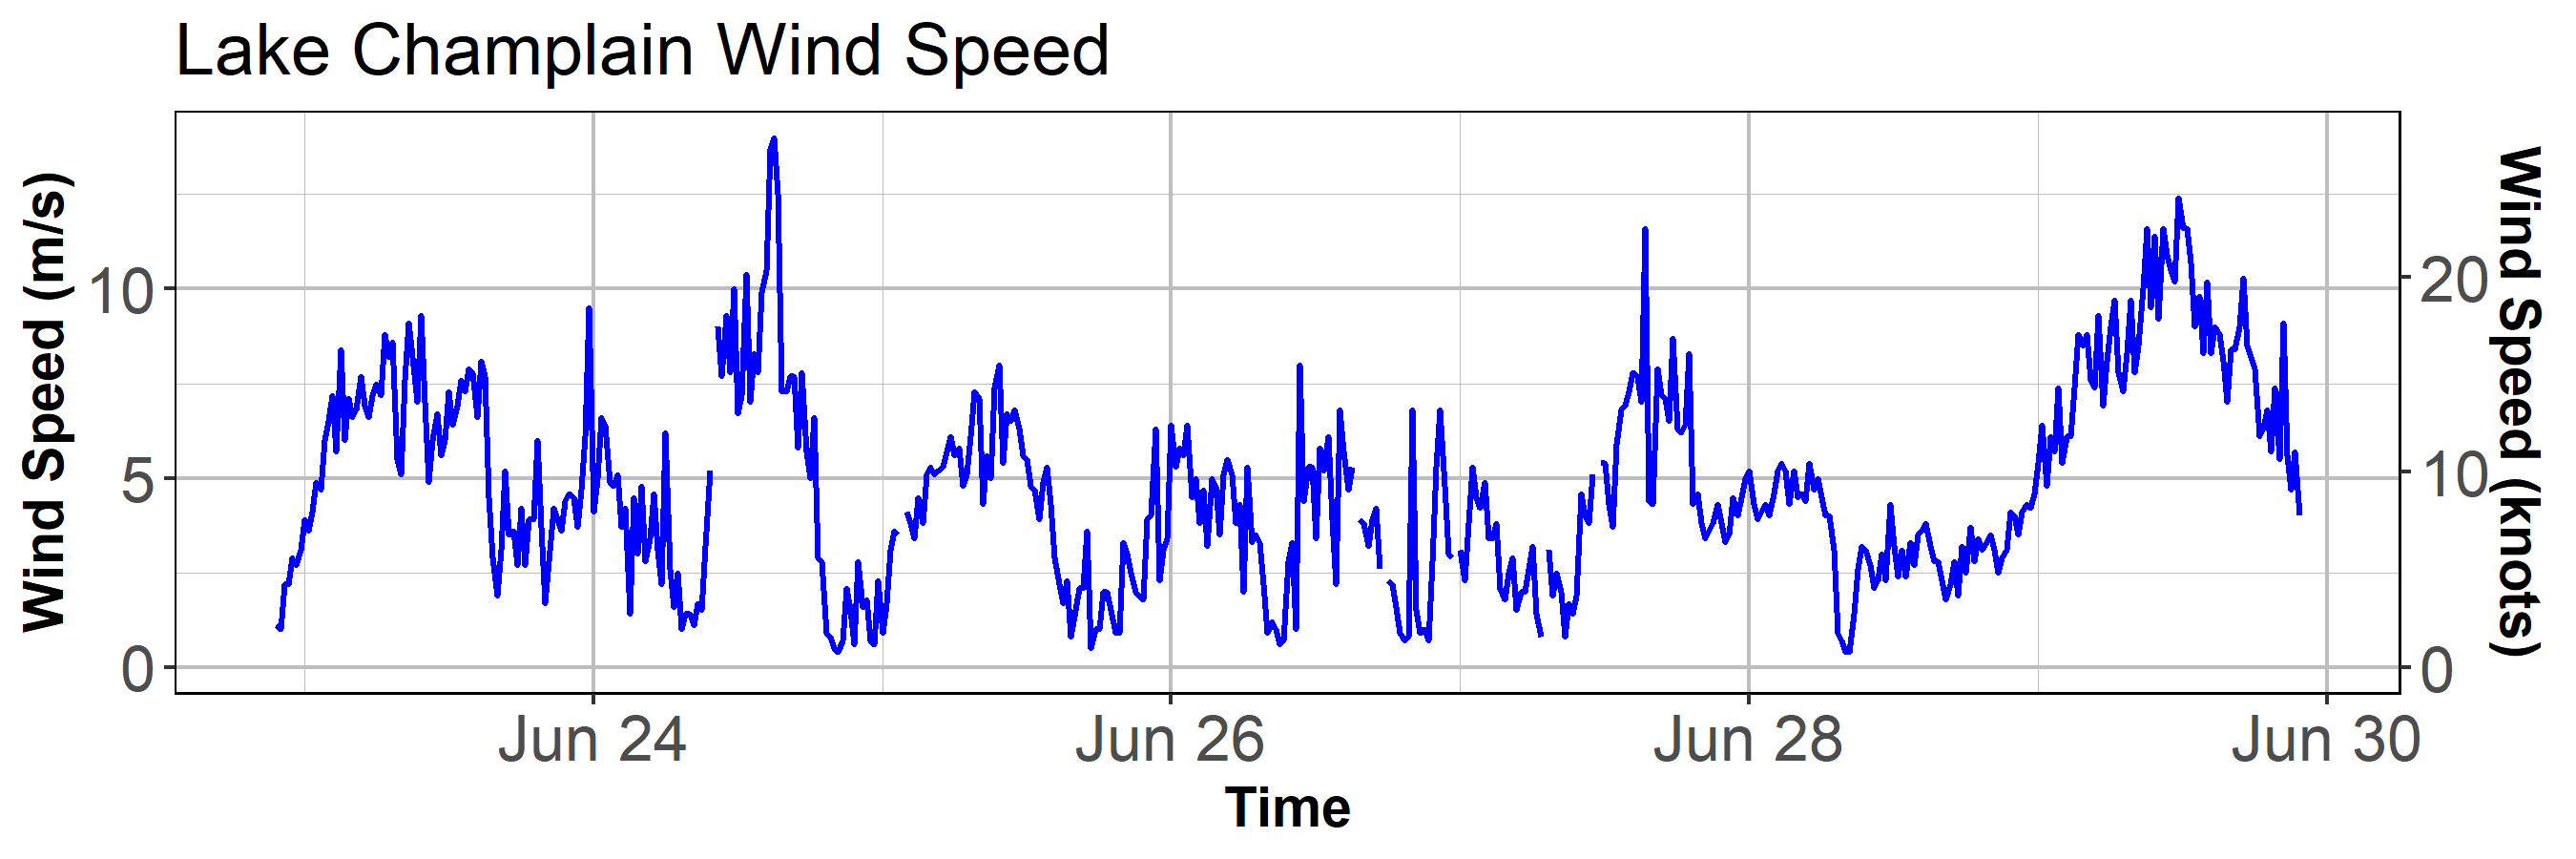 Lake Champlain Wind Speed
Wind Speed (m/s)
10
5
0
20
10
0
Wind Speed (knots)
Jun 24
Jun 26
Jun 28
Jun 30
Time